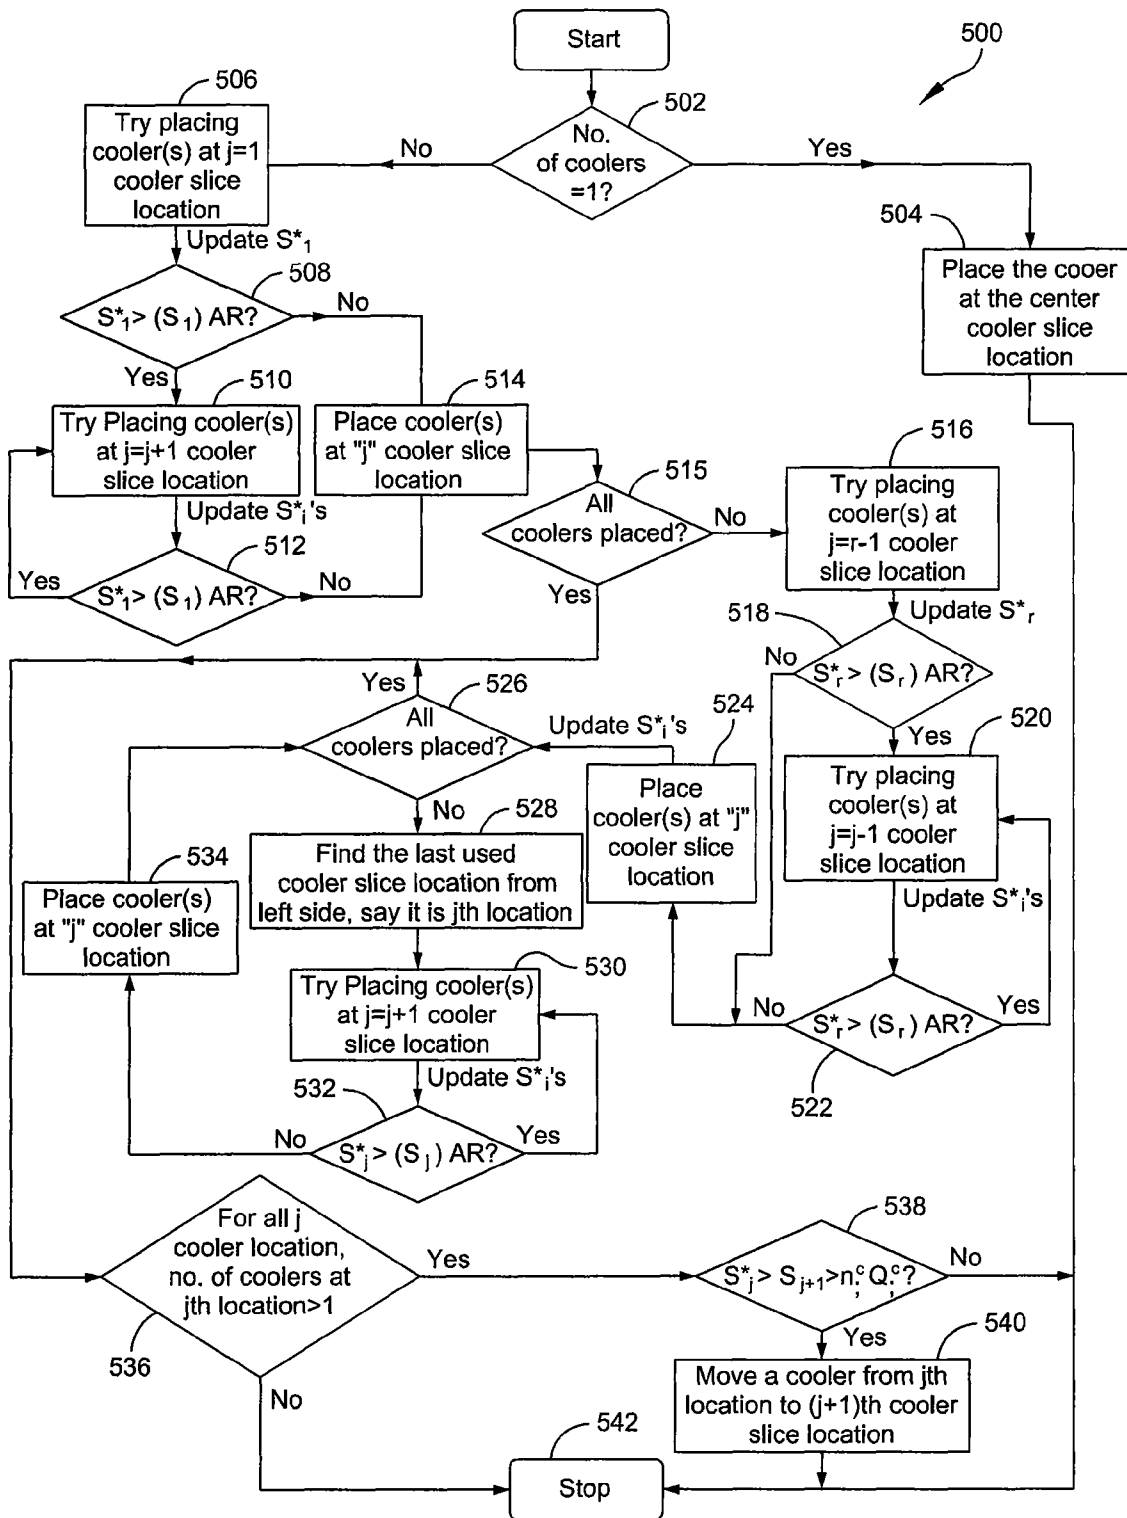 Start
500
502
No.
of coolers
=1?
No
Yes
506
Try placing
cooler(s) at j=1
cooler slice
location
Update S*1
504
Place the cooer
at the center
cooler slice
location
508
S*1 > (S1) AR?
No
Yes
510
Try Placing cooler(s)
at j=j+1 cooler
slice location
Update S*i's
512
S*1 > (S1) AR?
Yes
No
514
Place cooler(s)
at "j" cooler slice
location
515
All
coolers placed?
No
Yes
516
Try placing
cooler(s) at
j=r-1 cooler
slice location
Update S*r
518
S*r > (Sr) AR?
No
Yes
520
Try placing
cooler(s) at
j=j-1 cooler
slice location
Update S*i's
S*r > (Sr) AR?
No
Yes
522
524
Place
cooler(s) at "j"
cooler slice
location
Update S*i's
Yes
526
All
coolers placed?
No
528
Find the last used
cooler slice location from
left side, say it is jth location
530
Try Placing cooler(s)
at j=j+1 cooler
slice location
Update S*i's
532
S*j > (Sj) AR?
No
Yes
534
Place cooler(s)
at "j" cooler slice
location
For all j
cooler location,
no. of coolers at
jth location>1
536
Yes
No
538
S*j > Sj+1>n,c Q,c?
No
Yes
540
Move a cooler from jth
location to (j+1)th cooler
slice location
542
Stop